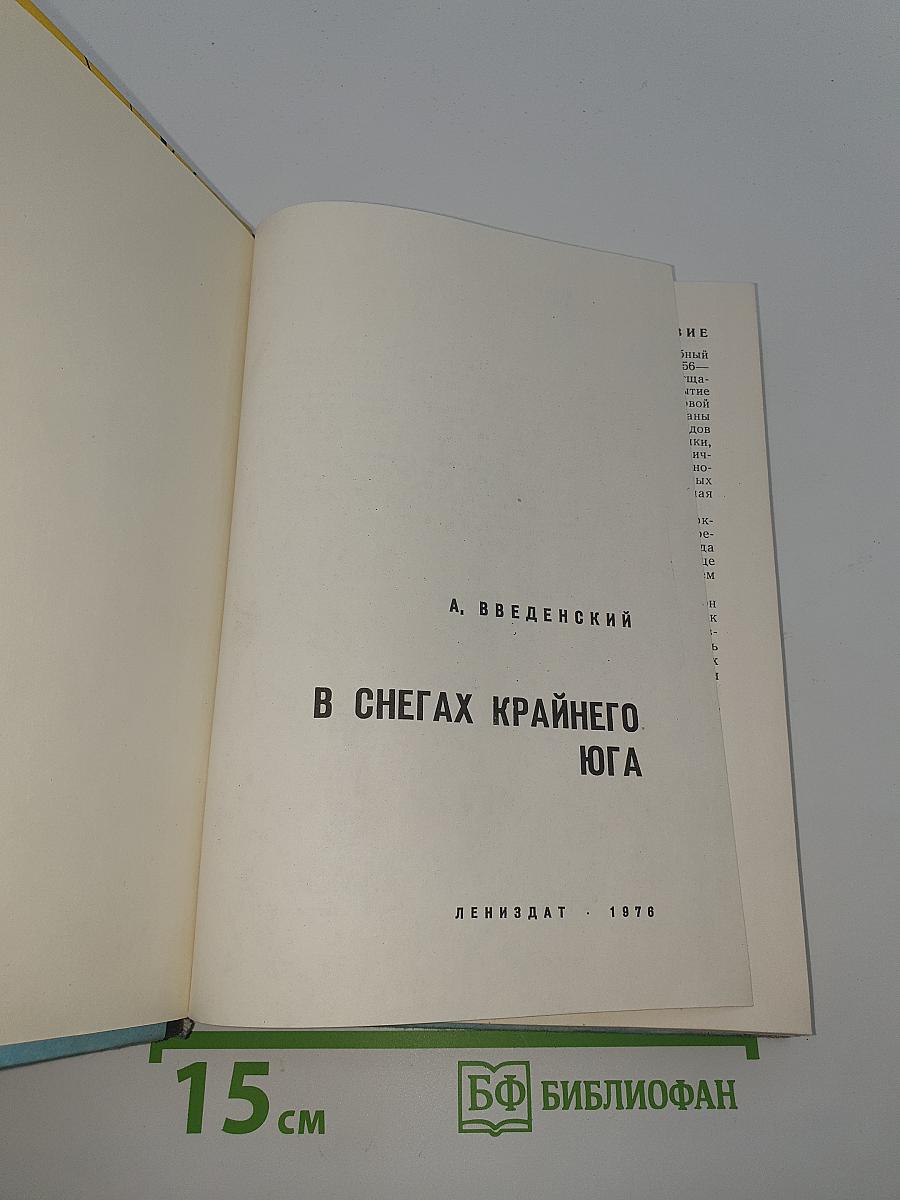 А. ВВЕДЕНСКИЙ
В СНЕГАХ КРАЙНЕГО
ЮГА
ЛЕНИЗДАТ · 1976
15 см
БФ БИБЛИОФАН